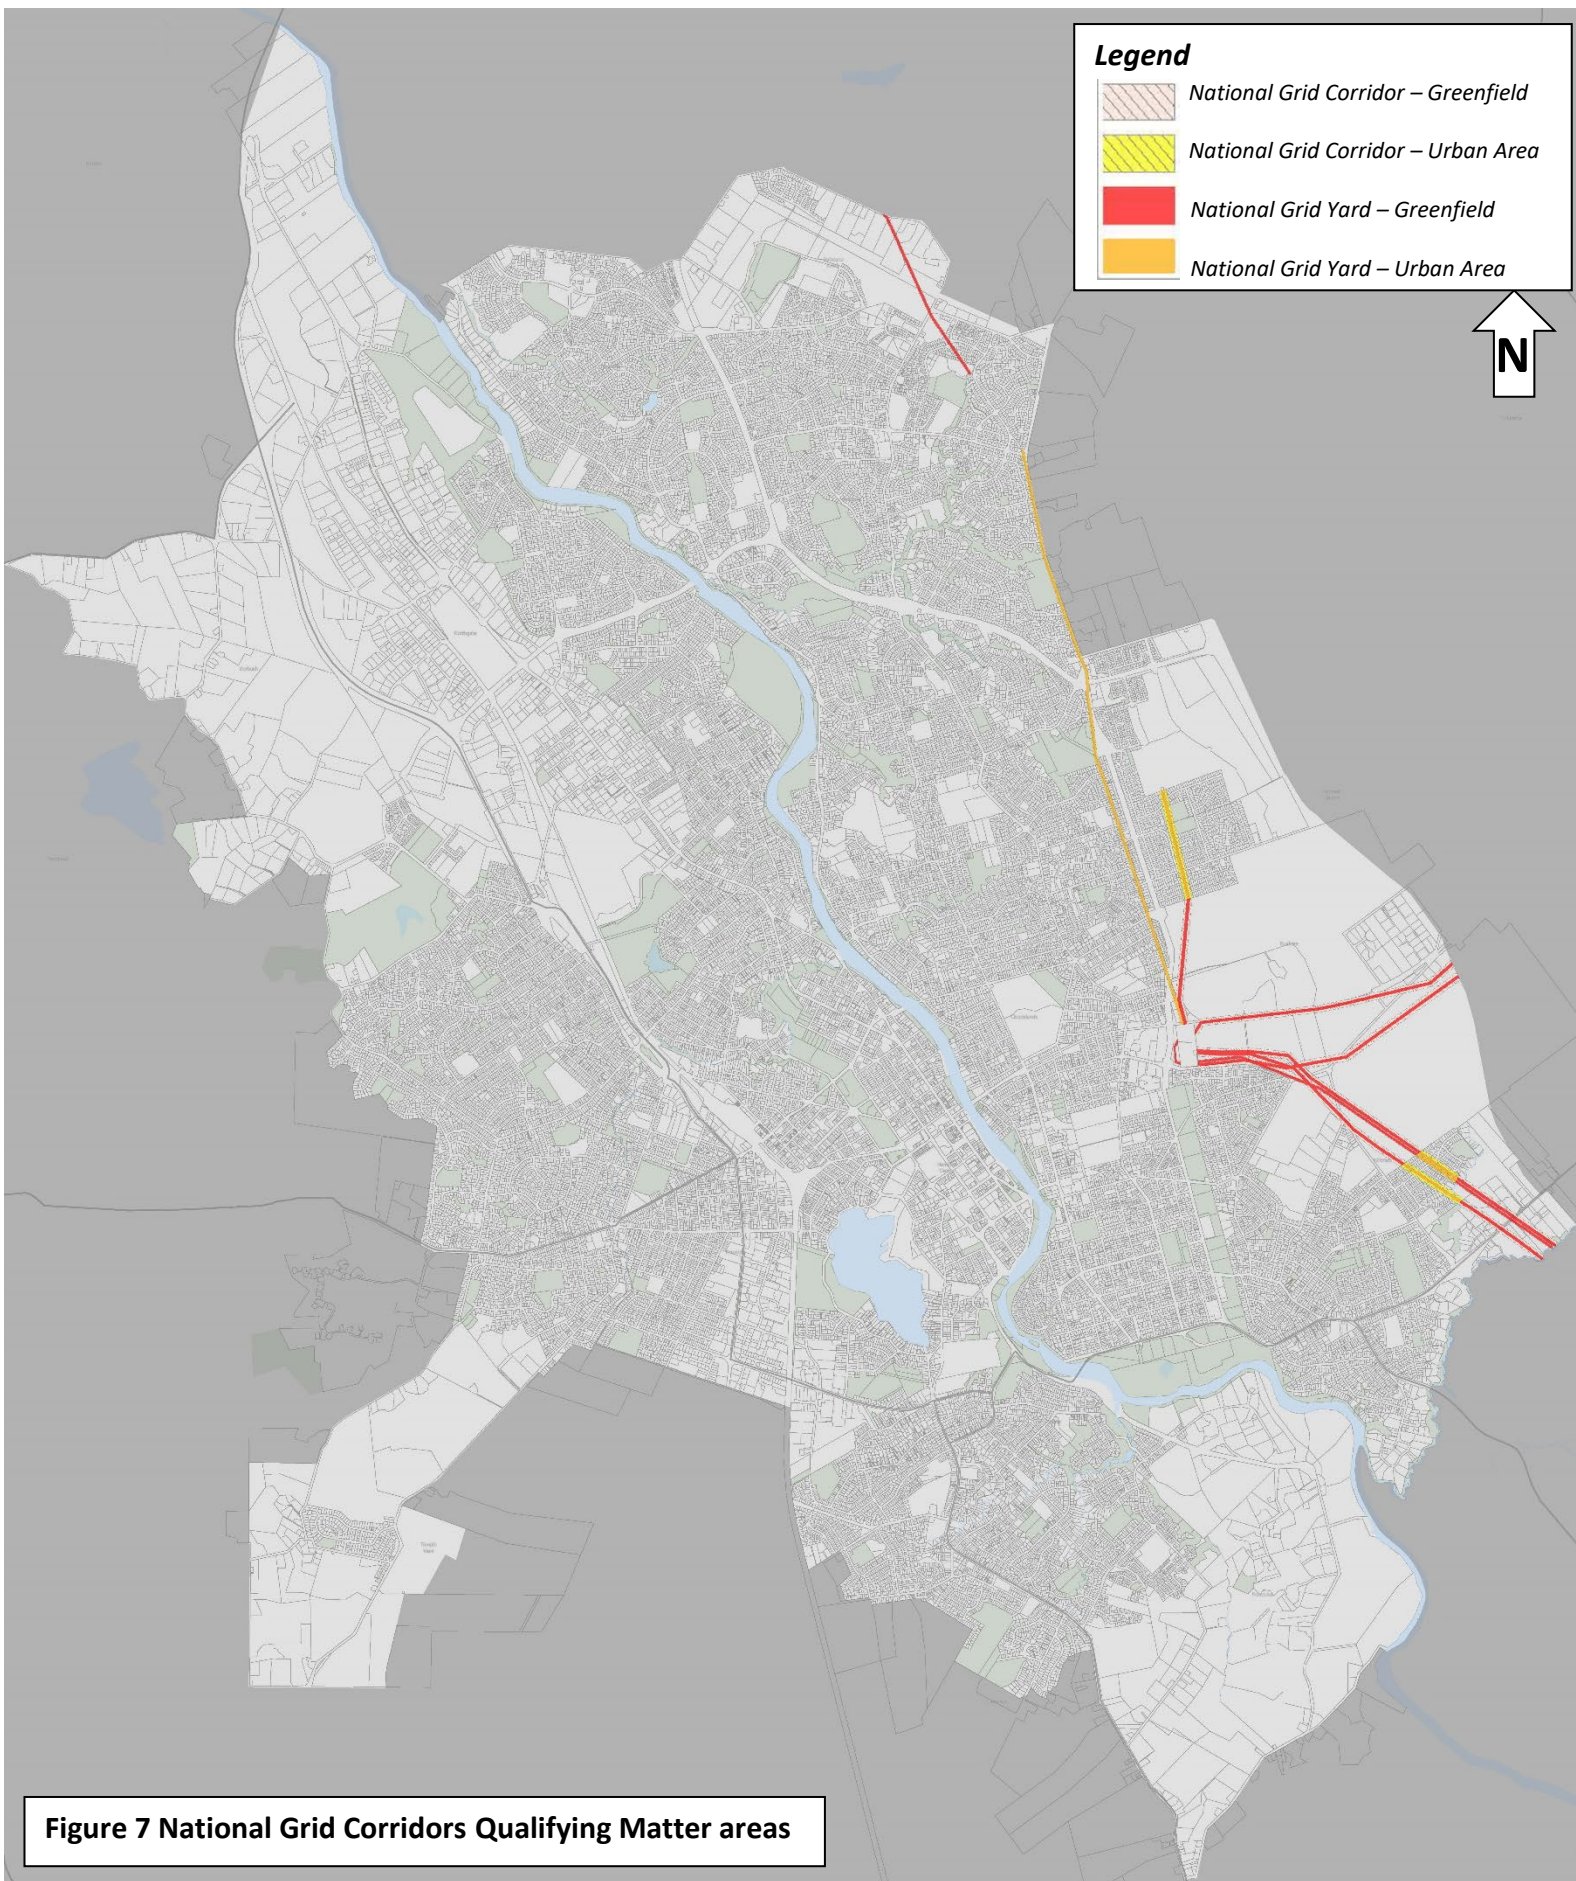 Legend
National Grid Corridor – Greenfield
National Grid Corridor – Urban Area
National Grid Yard – Greenfield
National Grid Yard – Urban Area
N
Figure 7 National Grid Corridors Qualifying Matter areas